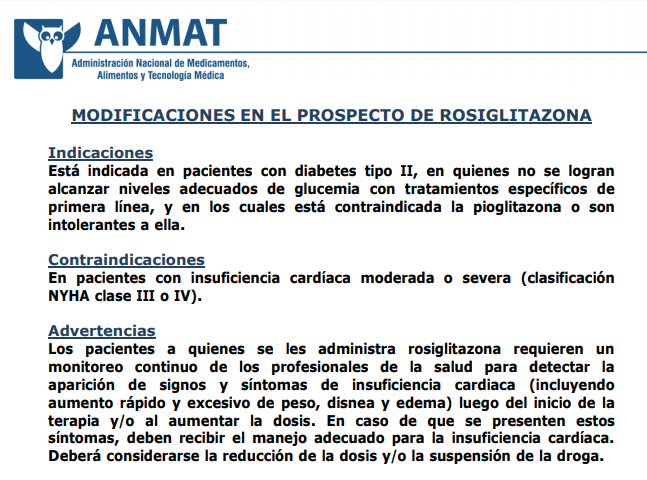 ANMAT
Administración Nacional de Medicamentos,
Alimentos y Tecnología Médica
MODIFICACIONES EN EL PROSPECTO DE ROSIGLITAZONA
Indicaciones
Está indicada en pacientes con diabetes tipo II, en quienes no se logran
alcanzar niveles adecuados de glucemia con tratamientos específicos de
primera línea, y en los cuales está contraindicada la pioglitazona o son
intolerantes a ella.
Contraindicaciones
En pacientes con insuficiencia cardíaca moderada o severa (clasificación
NYHA clase III o IV).
Advertencias
Los pacientes a quienes se les administra rosiglitazona requieren un
monitoreo continuo de los profesionales de la salud para detectar la
aparición de signos y síntomas de insuficiencia cardiaca (incluyendo
aumento rápido y excesivo de peso, disnea y edema) luego del inicio de la
terapia y/o al aumentar la dosis. En caso de que se presenten estos
síntomas, deben recibir el manejo adecuado para la insuficiencia cardíaca.
Deberá considerarse la reducción de la dosis y/o la suspensión de la droga.